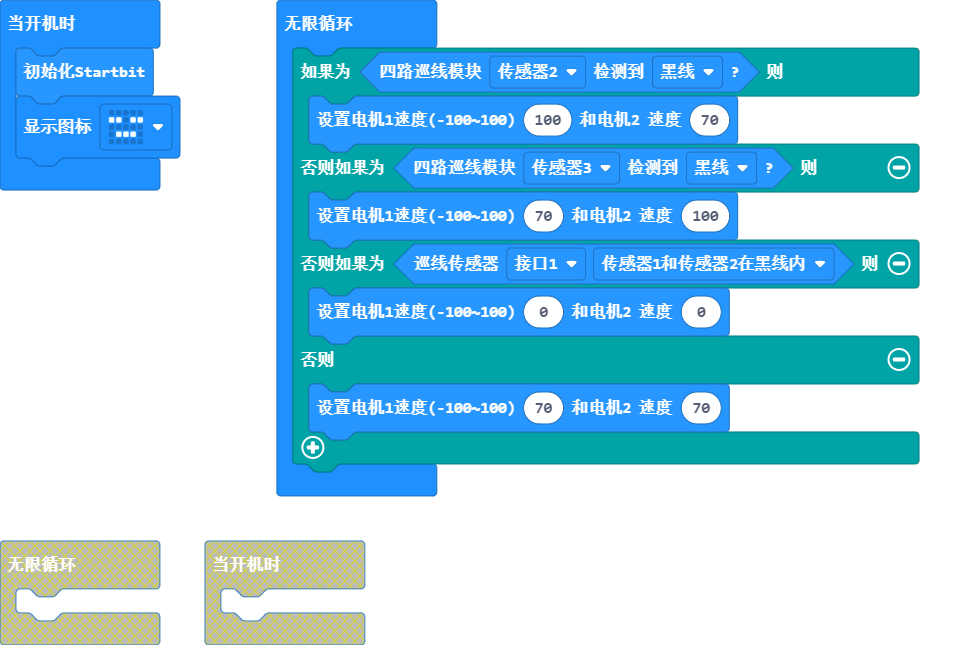 当开机时
初始化Startbit
显示图标
无限循环
如果为 四路巡线模块 传感器2 检测到 黑线 ? 则
设置电机1速度(-100~100) 100 和电机2 速度 70
否则如果为 四路巡线模块 传感器3 检测到 黑线 ? 则
设置电机1速度(-100~100) 70 和电机2 速度 100
否则如果为 巡线传感器 接口1 传感器1和传感器2在黑线内 则
设置电机1速度(-100~100) 0 和电机2 速度 0
否则
设置电机1速度(-100~100) 70 和电机2 速度 70
无限循环
当开机时